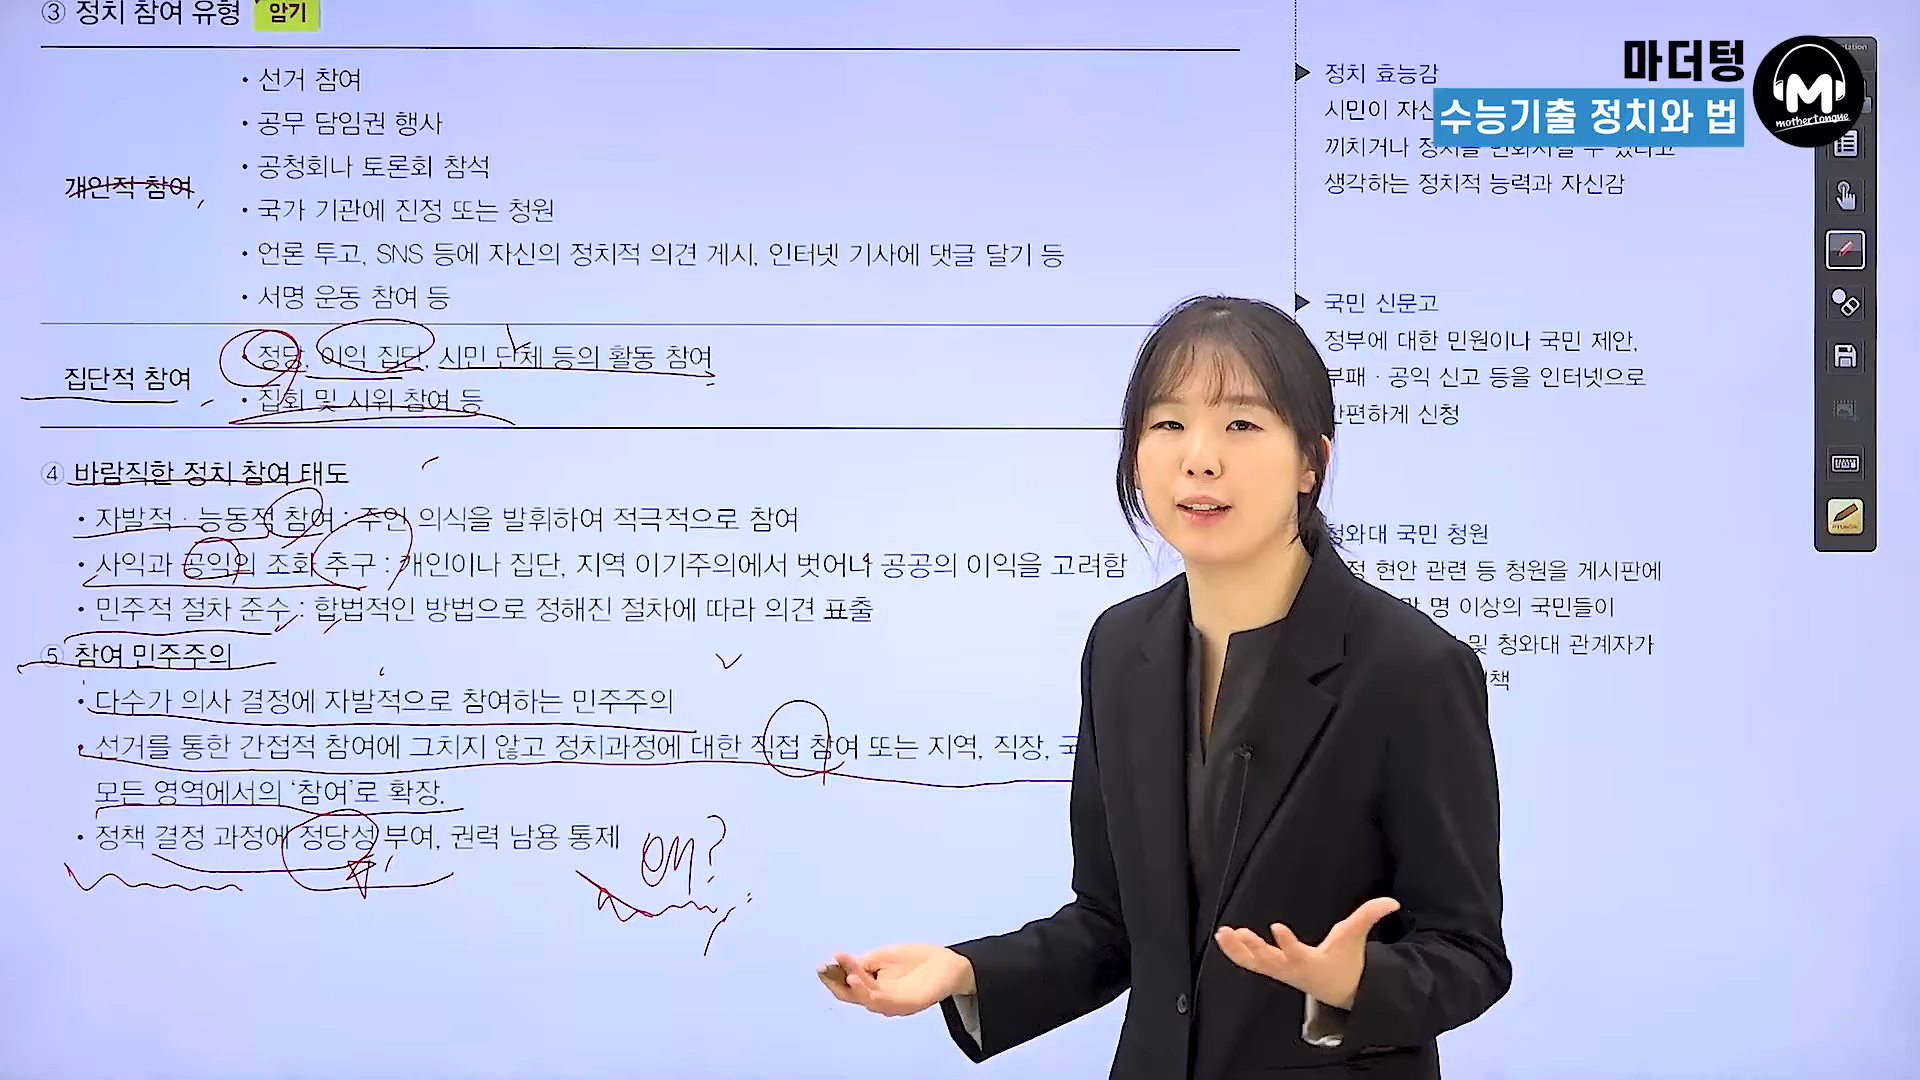 ③ 정치 참여 유형 암기
개인적 참여
• 선거 참여
• 공무 담임권 행사
• 공청회나 토론회 참석
• 국가 기관에 진정 또는 청원
• 언론 투고, SNS 등에 자신의 정치적 의견 게시, 인터넷 기사에 댓글 달기 등
• 서명 운동 참여 등
집단적 참여
• 정당, 이익 집단, 시민 단체 등의 활동 참여
• 집회 및 시위 참여 등
④ 바람직한 정치 참여 태도
• 자발적·능동적 참여 : 주인 의식을 발휘하여 적극적으로 참여
• 사익과 공익의 조화 추구 : 개인이나 집단, 지역 이기주의에서 벗어나 공공의 이익을 고려함
• 민주적 절차 준수 : 합법적인 방법으로 정해진 절차에 따라 의견 표출
⑤ 참여 민주주의
• 다수가 의사 결정에 자발적으로 참여하는 민주주의
• 선거를 통한 간접적 참여에 그치지 않고 정치과정에 대한 직접 참여 또는 지역, 직장,
모든 영역에서의 '참여'로 확장.
• 정책 결정 과정에 정당성 부여, 권력 남용 통제
왜?
▶ 정치 효능감
시민이
끼치거나
생각하는 정치적 능력과 자신감
▶ 국민 신문고
정부에 대한 민원이나 국민 제안,
부패·공익 신고 등을 인터넷으로
간편하게 신청
청와대 국민 청원
현안 관련 등 청원을 게시판에
명 이상의 국민들이
및 청와대 관계자가
마더텅
수능기출 정치와 법
M
mothertongue